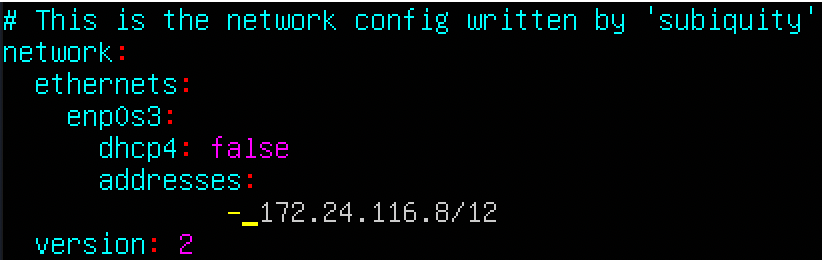 # This is the network config written by 'subiquity'
network:
  ethernets:
    enp0s3:
      dhcp4: false
      addresses:
              - 172.24.116.8/12
  version: 2